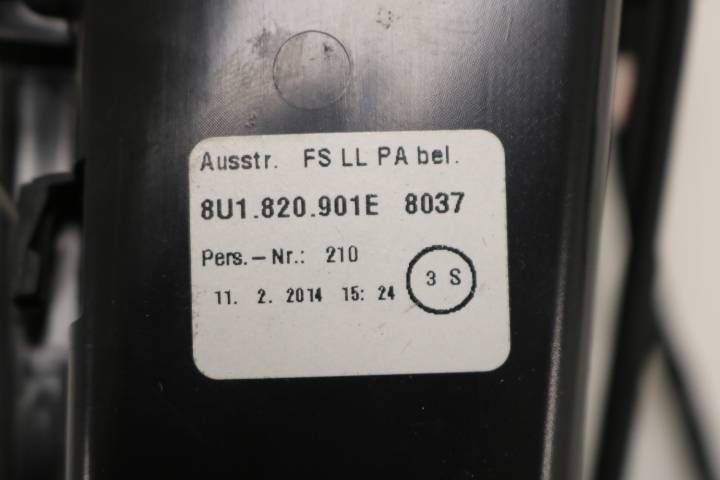 Ausstr. FS LL PA bel.
8U1.820.901E 8037
Pers.-Nr.: 210
3 S
11. 2. 2014 15: 24